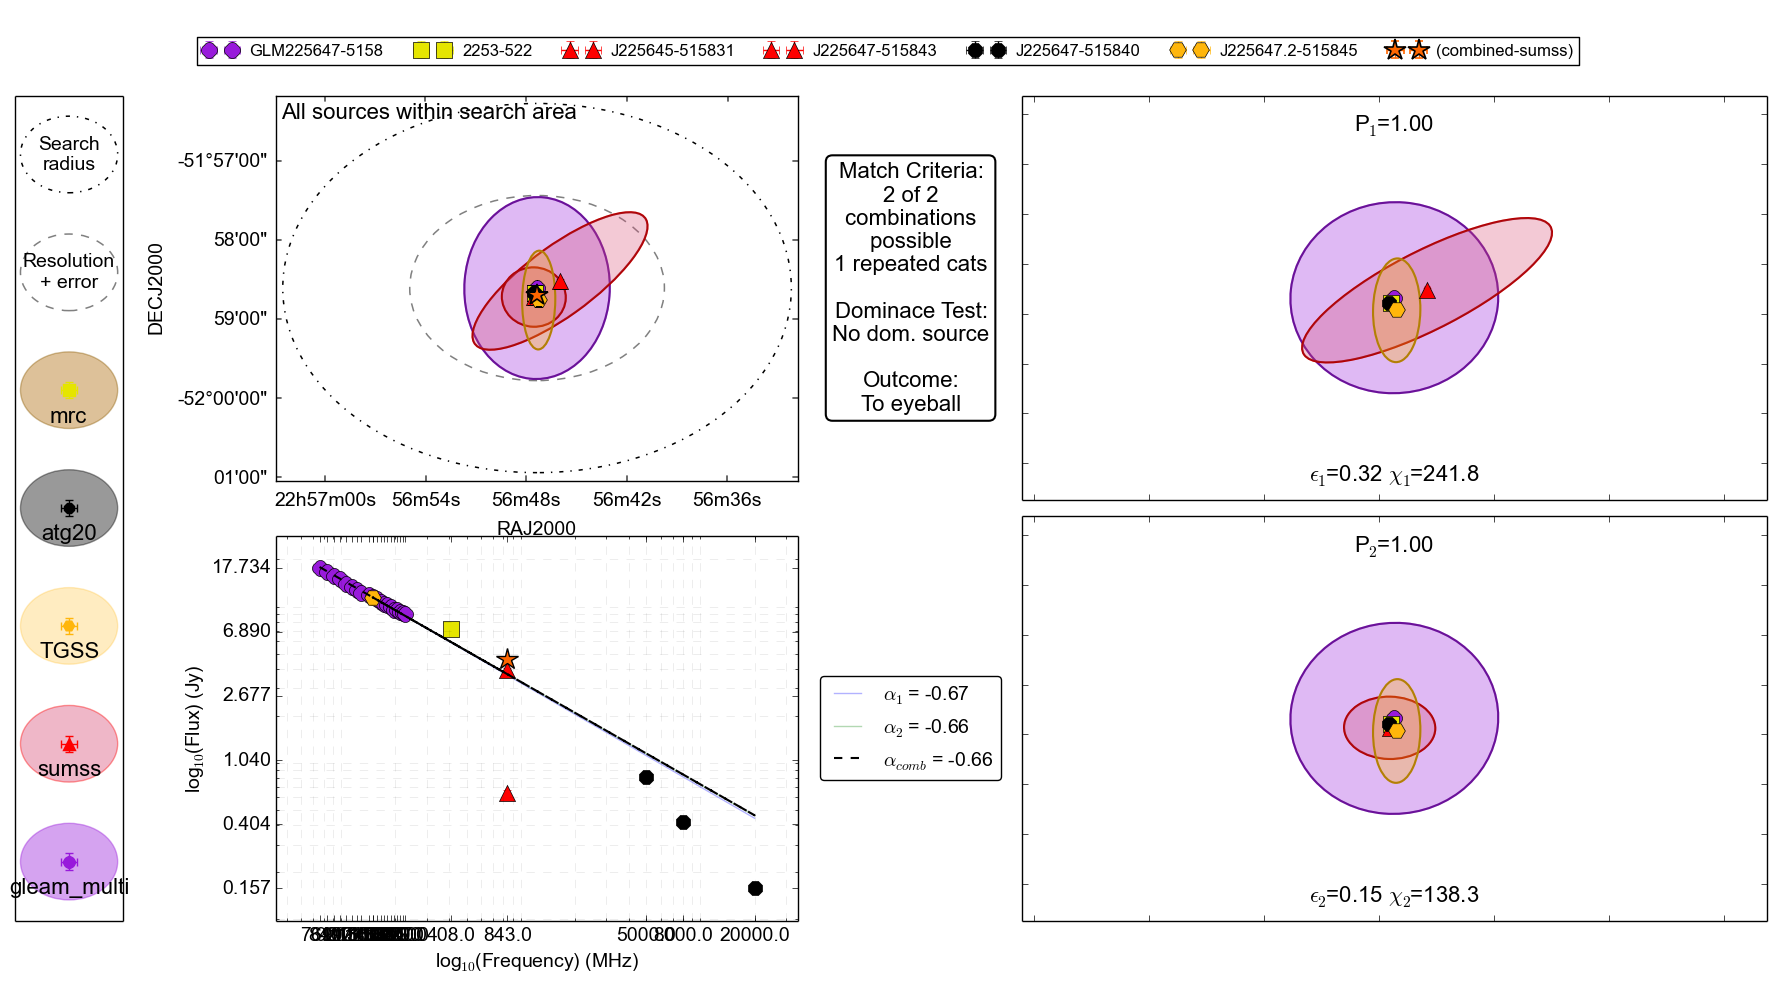 GLM225647-5158 2253-522 J225645-515831 J225647-515843 J225647-515840 J225647.2-515845 (combined-sumss)
Search
radius
Resolution
+ error
mrc
atg20
TGSS
sumss
gleam_multi
All sources within search area
DECJ2000
-51°57'00"
58'00"
59'00"
-52°00'00"
01'00"
22h57m00s 56m54s 56m48s 56m42s 56m36s
RAJ2000
Match Criteria:
2 of 2
combinations
possible
1 repeated cats
Dominace Test:
No dom. source
Outcome:
To eyeball
P₁=1.00
ϵ₁=0.32 χ₁=241.8
log₁₀(Flux) (Jy)
17.734
6.890
2.677
1.040
0.404
0.157
408.0 843.0 5000.0 8000.0 20000.0
log₁₀(Frequency) (MHz)
α₁ = -0.67
α₂ = -0.66
α_comb = -0.66
P₂=1.00
ϵ₂=0.15 χ₂=138.3